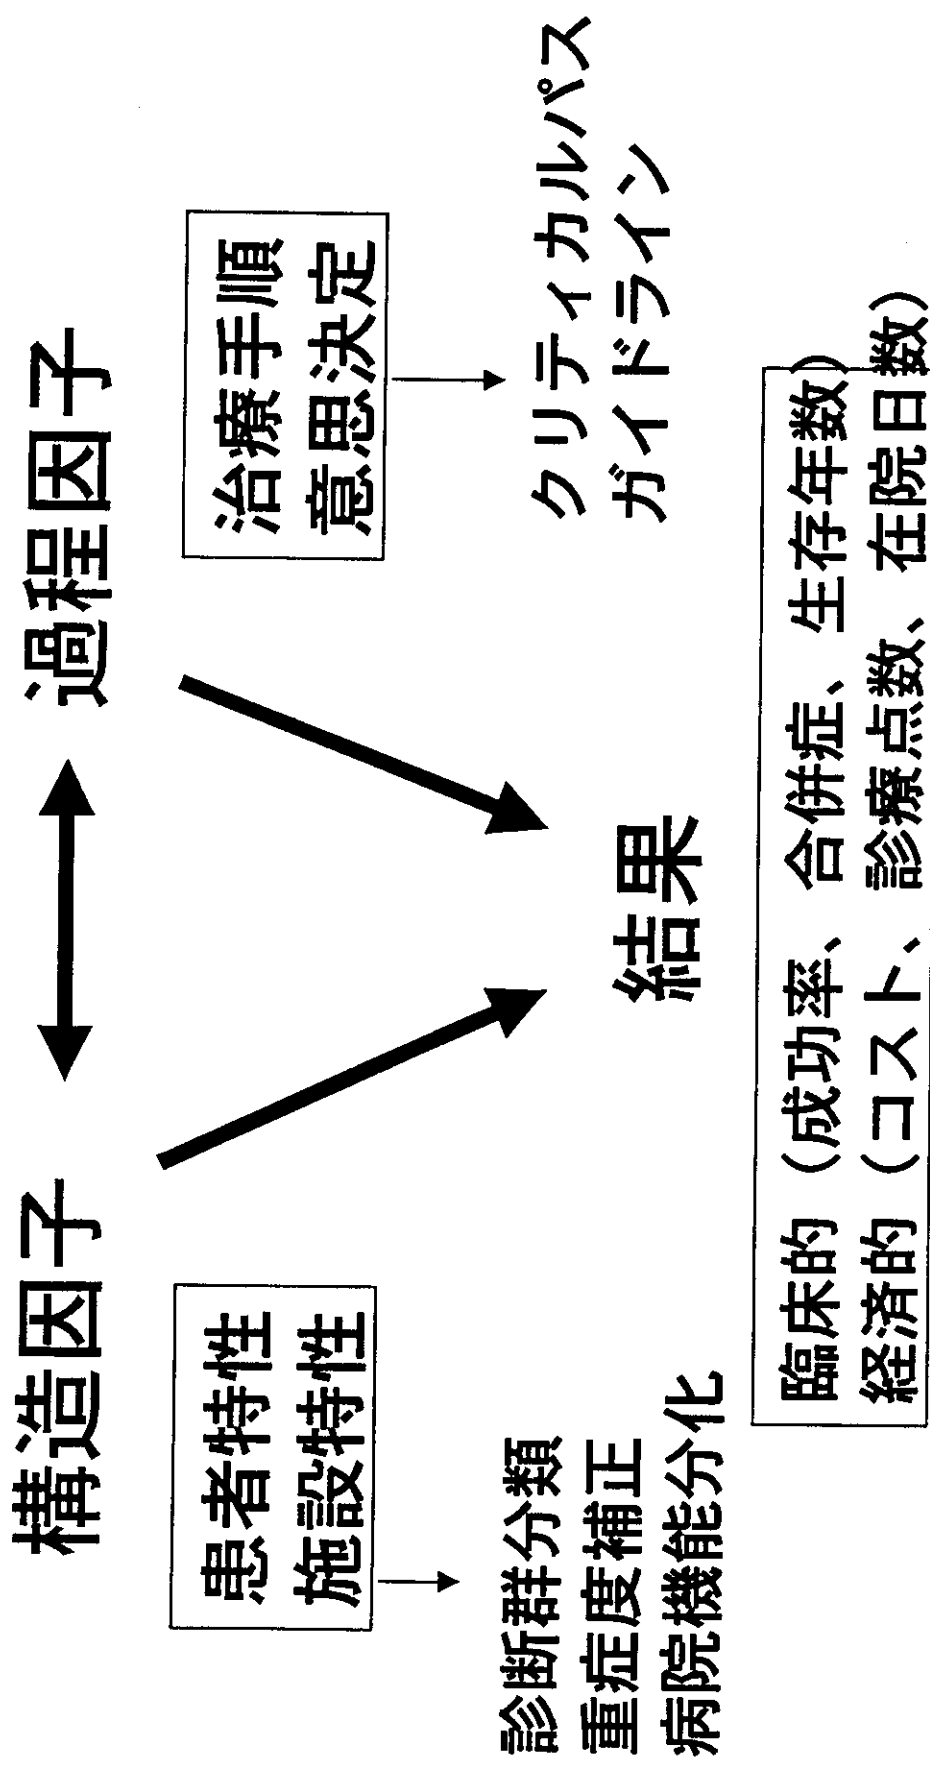 構造因子
過程因子
患者特性
施設特性
治療手順
意思決定
診断群分類
重症度補正
病院機能分化
クリティカルパス
ガイドライン
結果
臨床的（成功率、合併症、生存年数）
経済的（コスト、診療点数、在院日数）